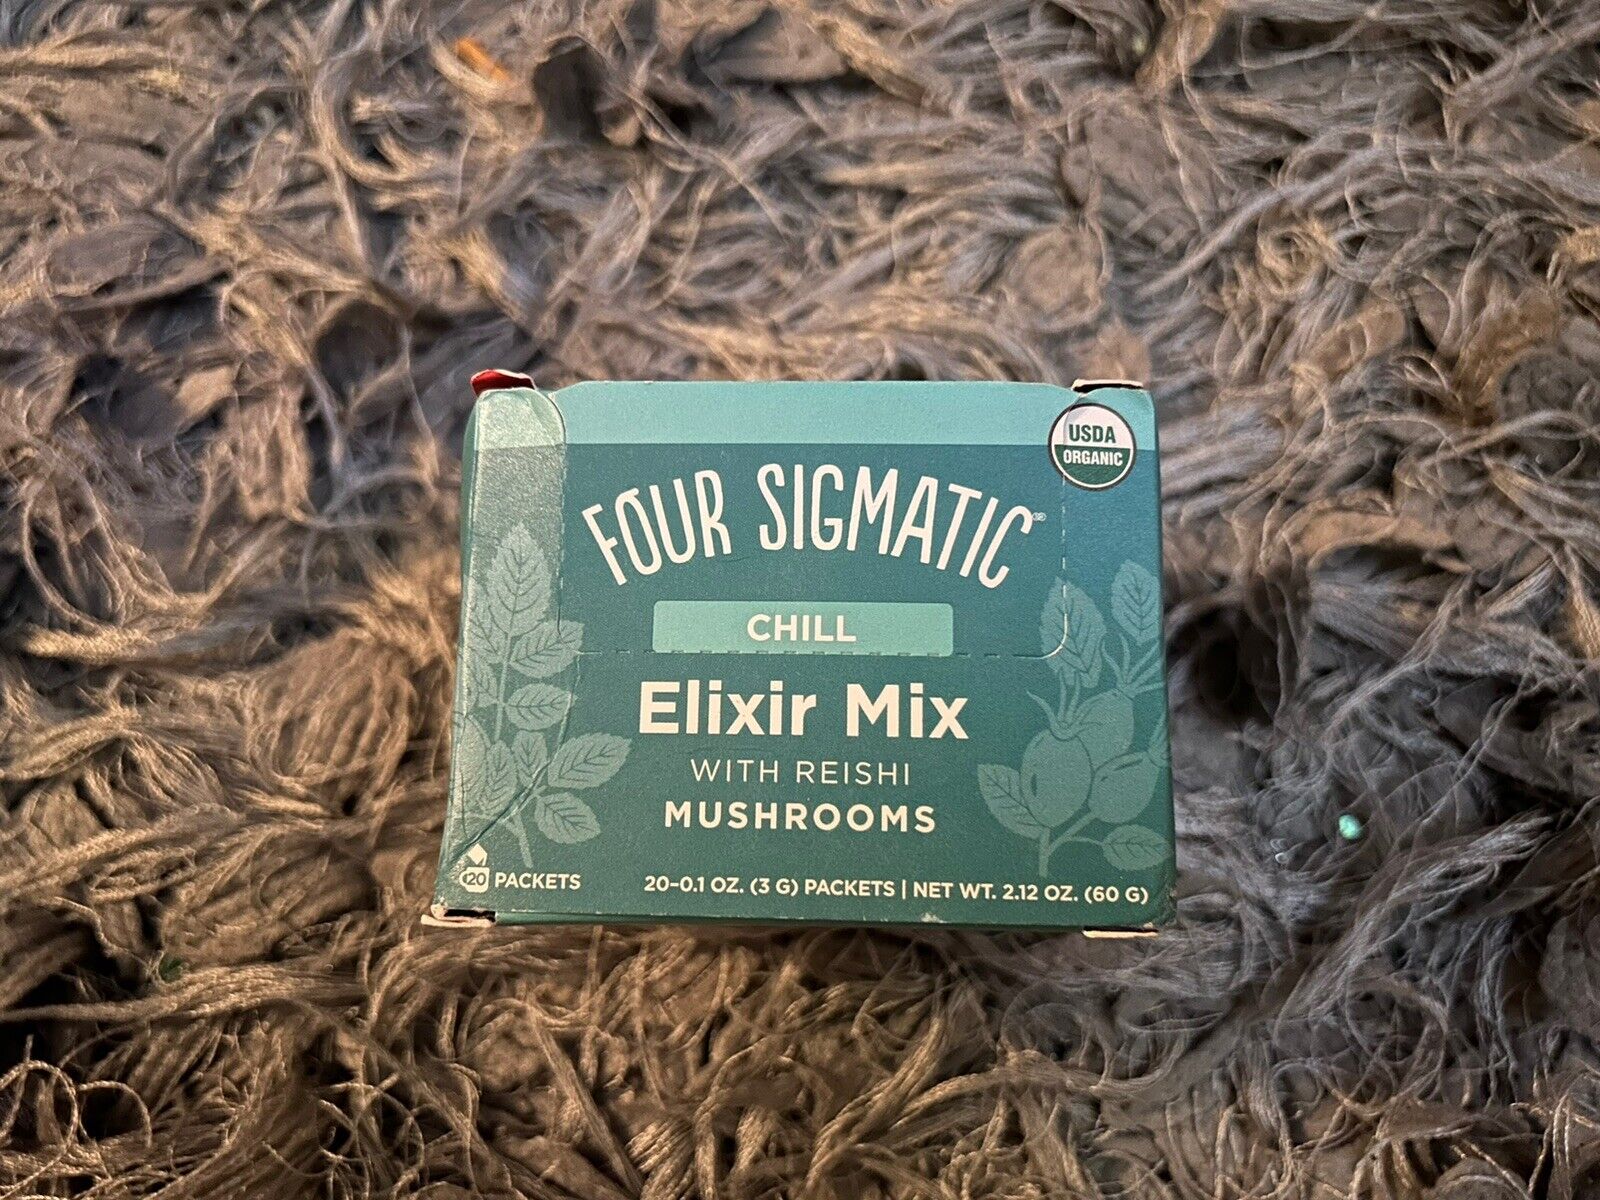 USDA
ORGANIC
FOUR SIGMATIC
CHILL
Elixir Mix
WITH REISHI
MUSHROOMS
20 PACKETS
20-0.1 OZ. (3 G) PACKETS | NET WT. 2.12 OZ. (60 G)